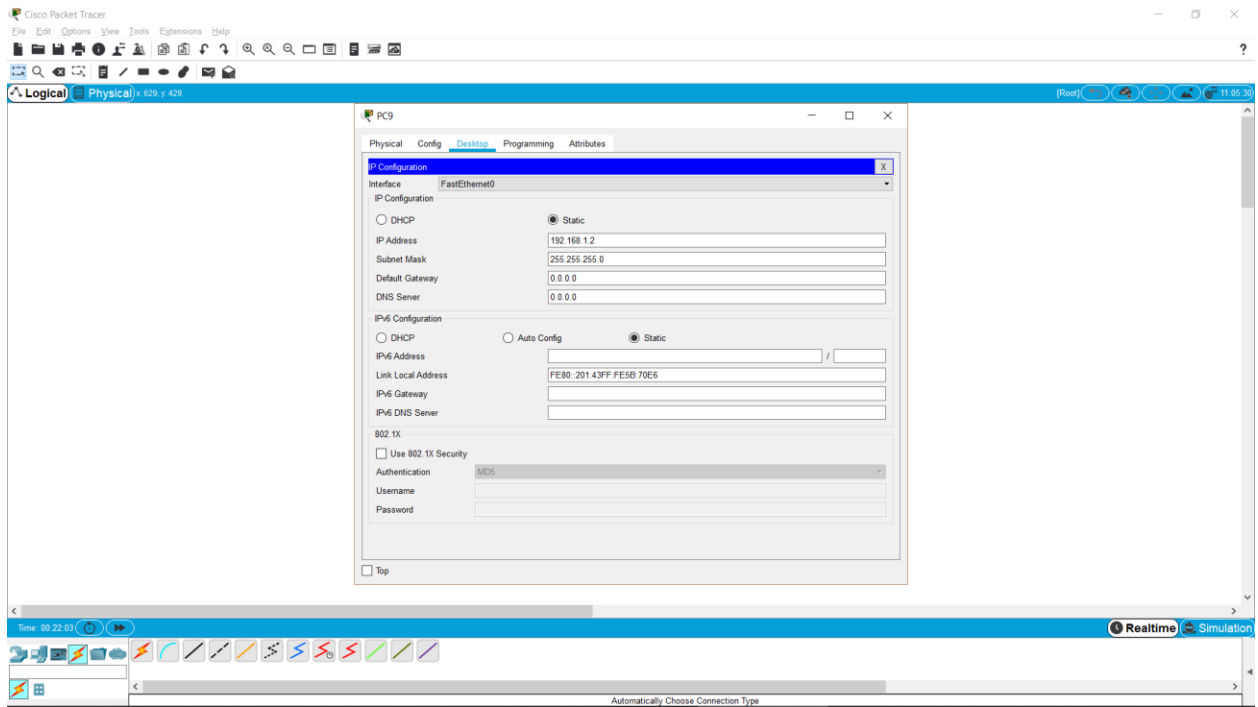 Cisco Packet Tracer
File Edit Options View Tools Extensions Help
?
Logical Physical x: 629, y: 429 [Root] 11:05:30
PC9
Physical Config Desktop Programming Attributes
IP Configuration X
Interface FastEthernet0
IP Configuration
DHCP Static
IP Address 192.168.1.2
Subnet Mask 255.255.255.0
Default Gateway 0.0.0.0
DNS Server 0.0.0.0
IPv6 Configuration
DHCP Auto Config Static
IPv6 Address /
Link Local Address FE80::201:43FF:FE5B:70E6
IPv6 Gateway
IPv6 DNS Server
802.1X
Use 802.1X Security
Authentication MD5
Username
Password
Top
Time: 00:22:03 Realtime Simulation
Automatically Choose Connection Type